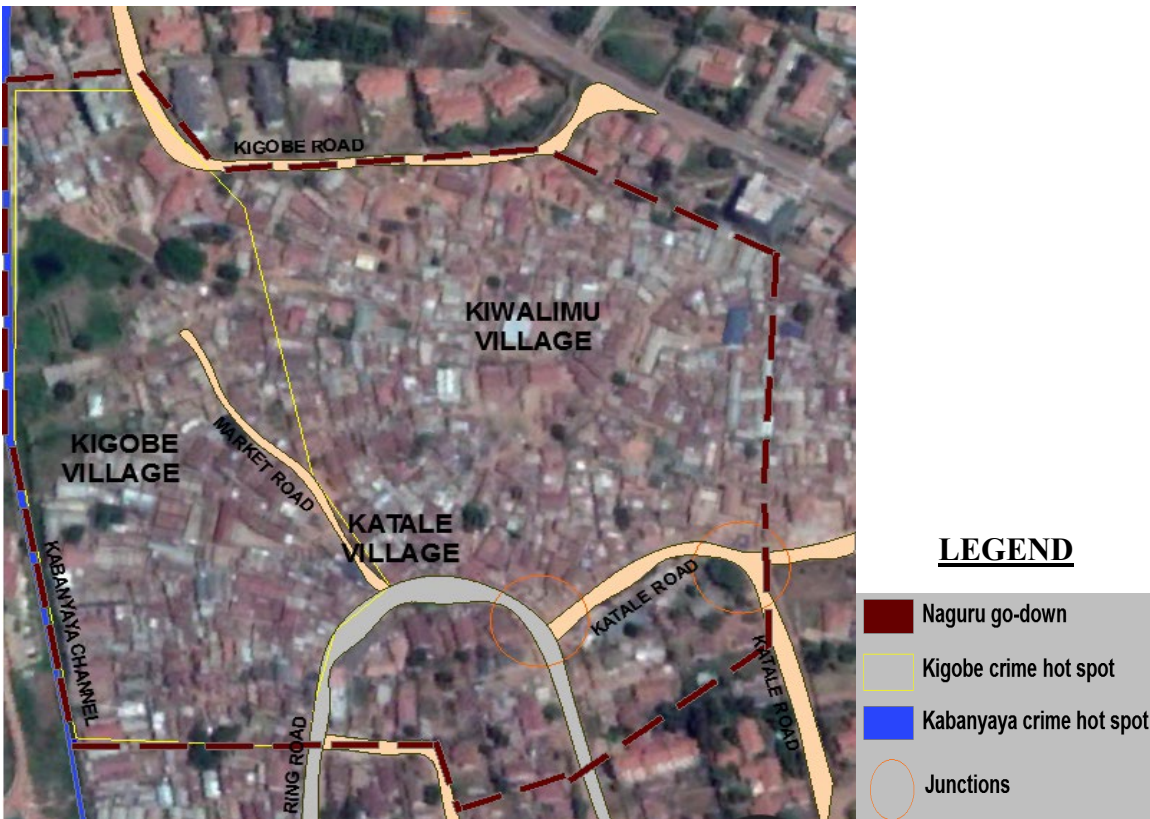 KIGOBE ROAD
KIWALIMU
VILLAGE
KIGOBE
VILLAGE
MARKET ROAD
KATALE
VILLAGE
KABANYAYA CHANNEL
KATALE ROAD
KATALE ROAD
RING ROAD
LEGEND
Naguru go-down
Kigobe crime hot spot
Kabanyaya crime hot spot
Junctions